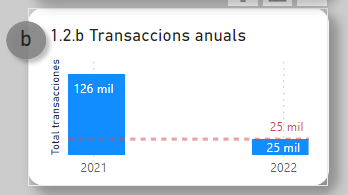 b
1.2.b Transaccions anuals
Total transacciones
126 mil
25 mil
25 mil
2021
2022